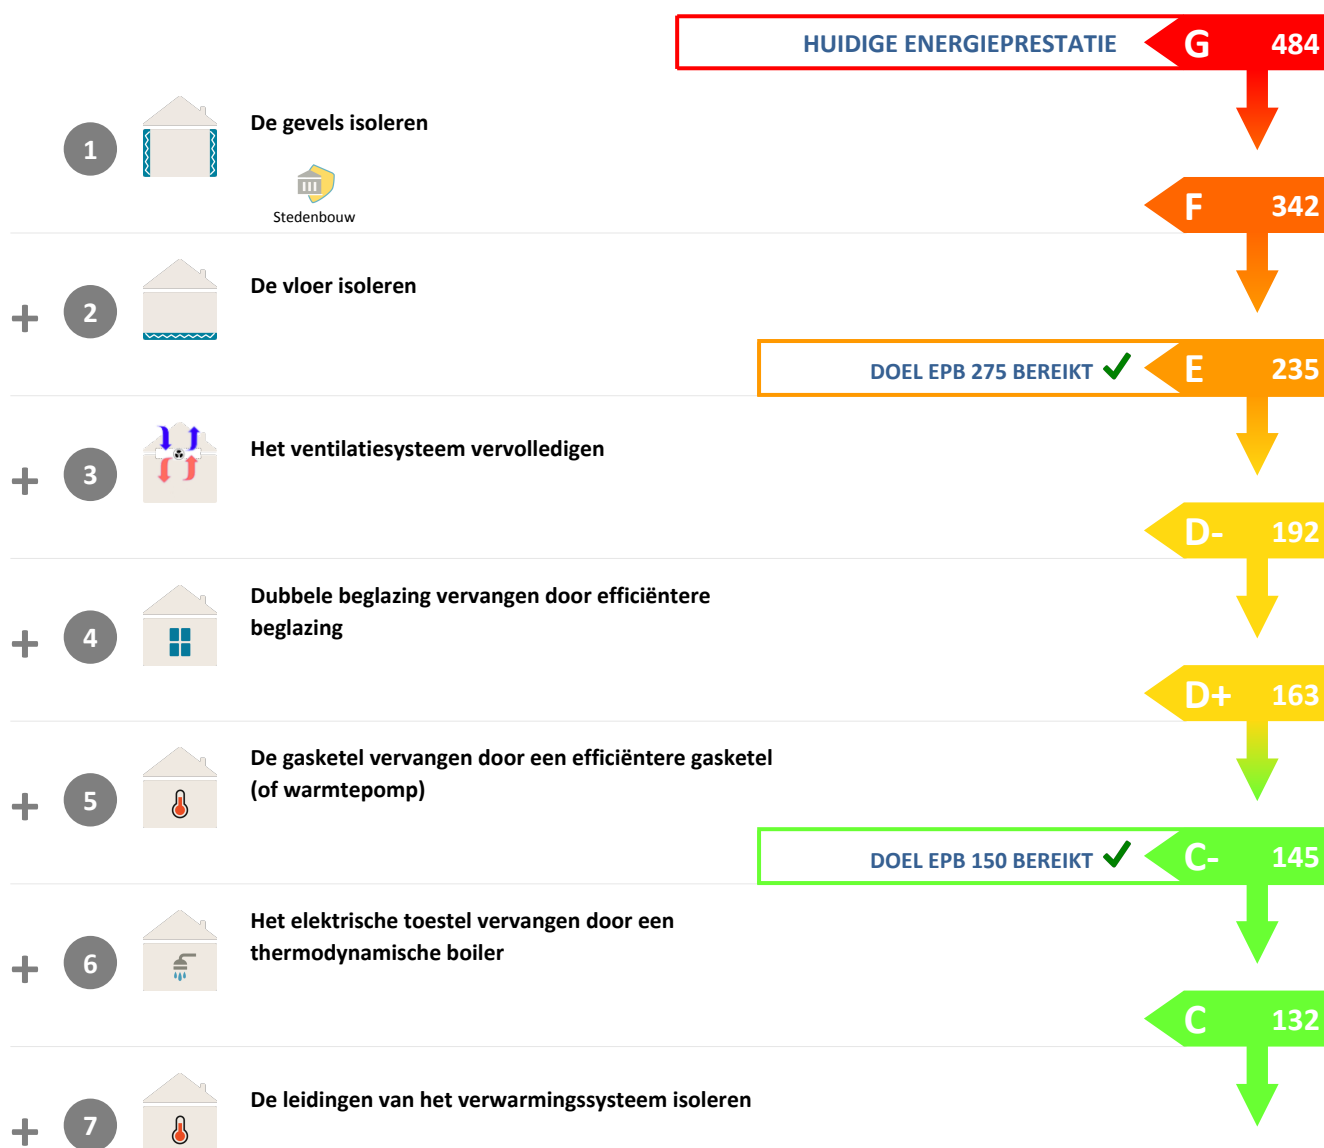 HUIDIGE ENERGIEPRESTATIE G 484
1 De gevels isoleren
Stedenbouw
F 342
+ 2 De vloer isoleren
DOEL EPB 275 BEREIKT E 235
+ 3 Het ventilatiesysteem vervolledigen
D- 192
+ 4 Dubbele beglazing vervangen door efficiëntere
beglazing
D+ 163
+ 5 De gasketel vervangen door een efficiëntere gasketel
(of warmtepomp)
DOEL EPB 150 BEREIKT C- 145
+ 6 Het elektrische toestel vervangen door een
thermodynamische boiler
C 132
+ 7 De leidingen van het verwarmingssysteem isoleren